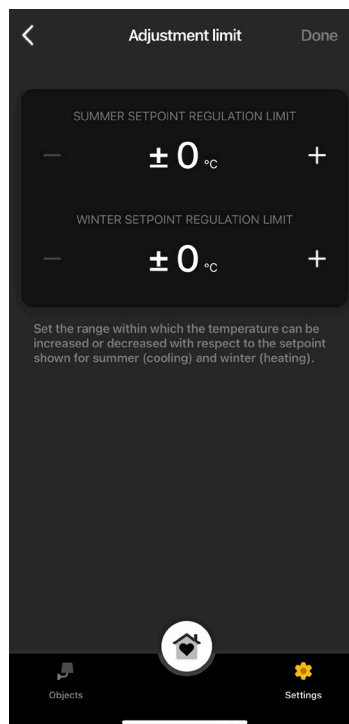 Adjustment limit Done
SUMMER SETPOINT REGULATION LIMIT
− ± 0 °C +
WINTER SETPOINT REGULATION LIMIT
− ± 0 °C +
Set the range within which the temperature can be
increased or decreased with respect to the setpoint
shown for summer (cooling) and winter (heating).
Objects Settings